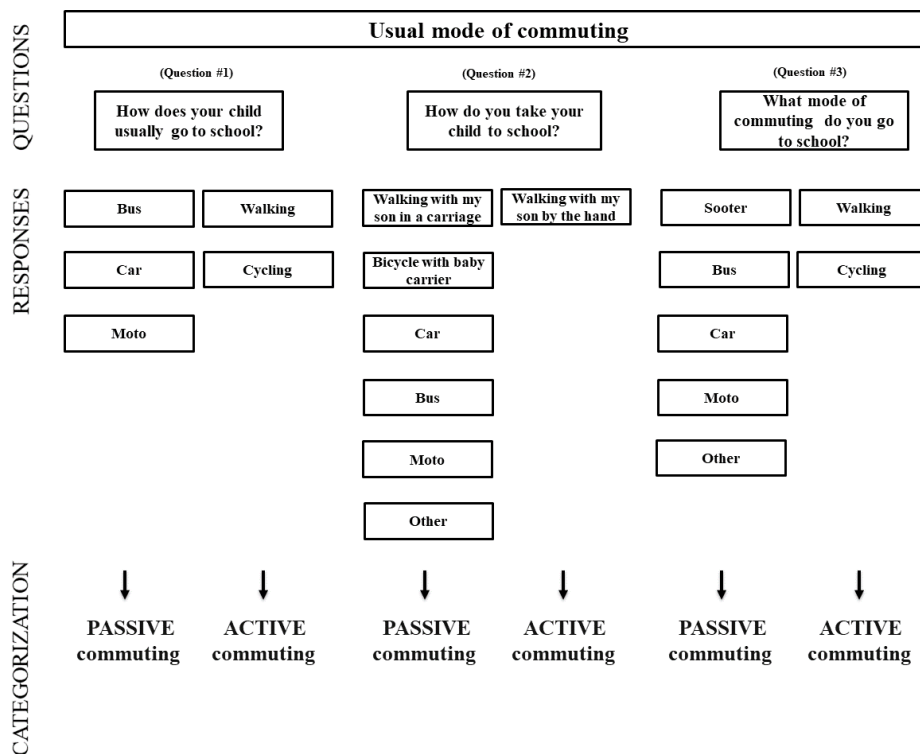 Usual mode of commuting
QUESTIONS
(Question #1)
(Question #2)
(Question #3)
How does your child
usually go to school?
How do you take your
child to school?
What mode of
commuting do you go
to school?
RESPONSES
Bus
Walking
Walking with my
son in a carriage
Walking with my
son by the hand
Sooter
Walking
Car
Cycling
Bicycle with baby
carrier
Bus
Cycling
Moto
Car
Car
Bus
Moto
Moto
Other
Other
CATEGORIZATION
PASSIVE
commuting
ACTIVE
commuting
PASSIVE
commuting
ACTIVE
commuting
PASSIVE
commuting
ACTIVE
commuting